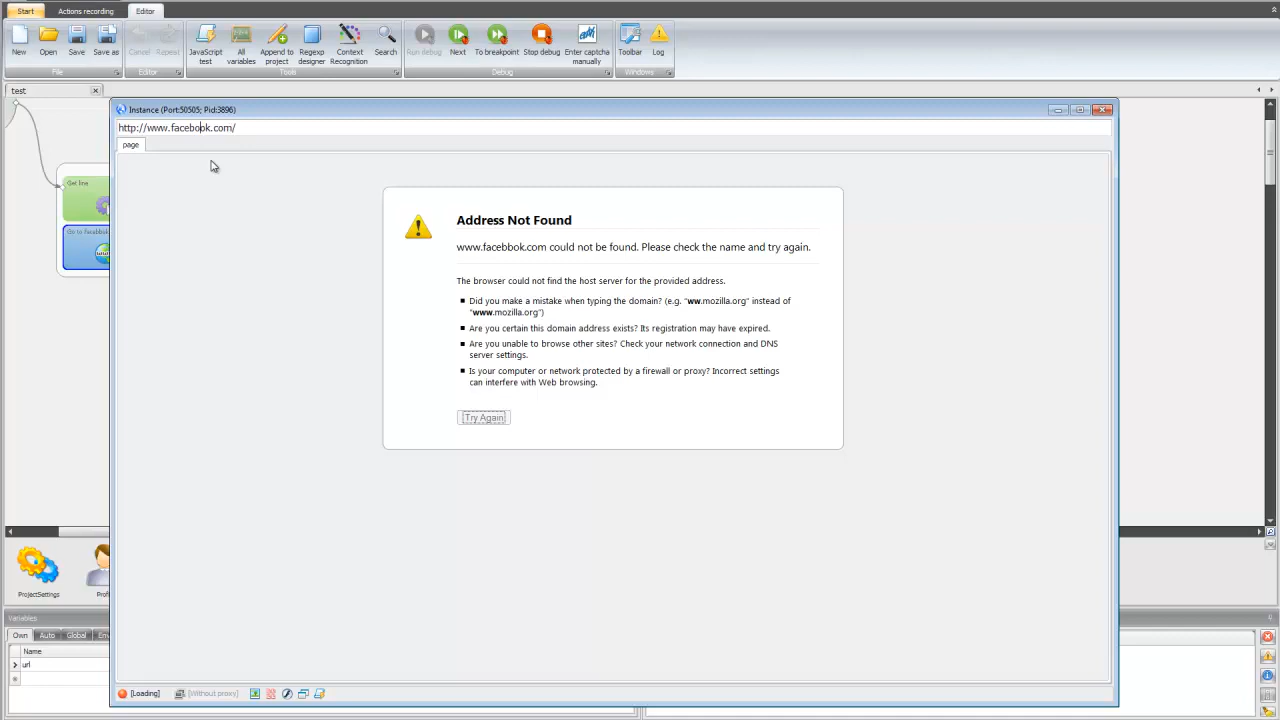 Start Actions recording Editor
New Open Save Save as Cancel Repeat JavaScript test All variables Append to project Regexp designer Context Recognition Search Run debug Next To breakpoint Stop debug Enter captcha manually Toolbar Log
File Editor Tools Debug Windows
test
Instance (Port:50505; Pid:3896)
http://www.facebook.com/
page
Get line
Address Not Found
www.facebbok.com could not be found. Please check the name and try again.
The browser could not find the host server for the provided address.
Did you make a mistake when typing the domain? (e.g. "ww.mozilla.org" instead of
"www.mozilla.org")
Are you certain this domain address exists? Its registration may have expired.
Are you unable to browse other sites? Check your network connection and DNS
server settings.
Is your computer or network protected by a firewall or proxy? Incorrect settings
can interfere with Web browsing.
Try Again
ProjectSettings Prof
Variables
Own Auto Global En
Name
url
[Loading] [Without proxy]